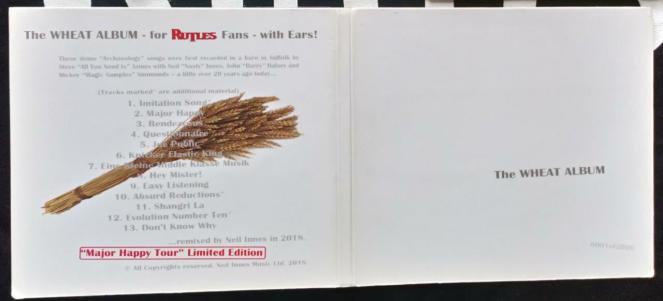 The WHEAT ALBUM - for RUTLES Fans - with Ears!
These demo "Archaeology" songs were first recorded in a barn in Suffolk by
Steve "All You Need Is" James with Neil "Nasty" Innes, John "Barry" Halsey and
Mickey "Magic Sampler" Simmonds – a little over 20 years ago today...
(Tracks marked* are additional material)
1. Imitation Song
2. Major Happy
3. Rendezvous
4. Questionnaire
5. Joe Public
6. Knicker Elastic King
7. Eine Kleine Middle Klasse Musik
8. Hey Mister!
9. Easy Listening
10. Absurd Reductions*
11. Shangri La
12. Evolution Number Ten*
13. Don't Know Why
...remixed by Neil Innes in 2018.
"Major Happy Tour" Limited Edition
© All Copyrights reserved. Neil Innes Music Ltd. 2018
The WHEAT ALBUM